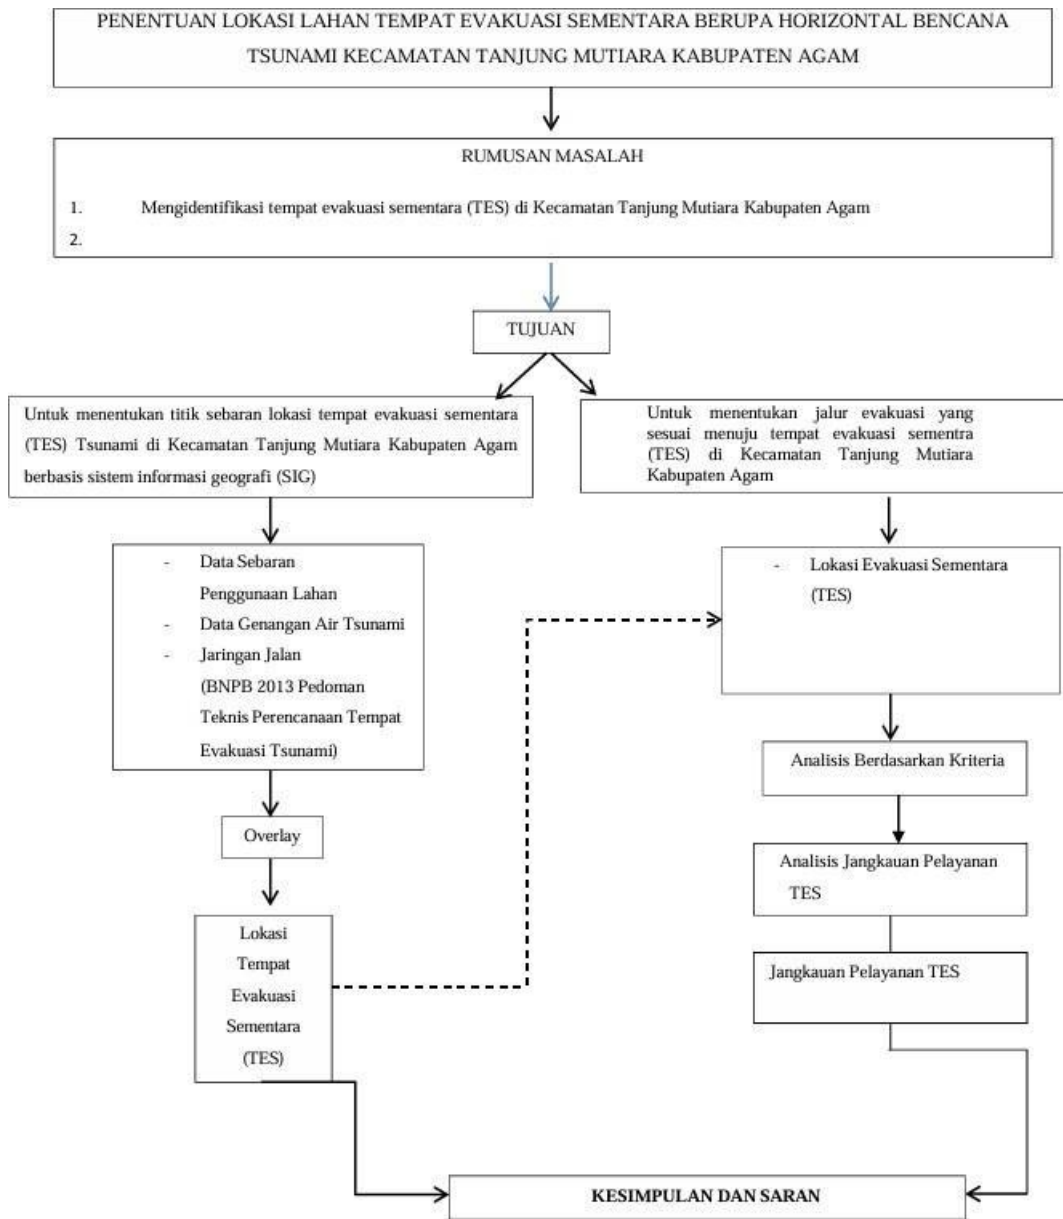 PENENTUAN LOKASI LAHAN TEMPAT EVAKUASI SEMENTARA BERUPA HORIZONTAL BENCANA
TSUNAMI KECAMATAN TANJUNG MUTIARA KABUPATEN AGAM
RUMUSAN MASALAH
1. Mengidentifikasi tempat evakuasi sementara (TES) di Kecamatan Tanjung Mutiara Kabupaten Agam
2.
TUJUAN
Untuk menentukan titik sebaran lokasi tempat evakuasi sementara
(TES) Tsunami di Kecamatan Tanjung Mutiara Kabupaten Agam
berbasis sistem informasi geografi (SIG)
Untuk menentukan jalur evakuasi yang
sesuai menuju tempat evakuasi sementra
(TES) di Kecamatan Tanjung Mutiara
Kabupaten Agam
- Data Sebaran
Penggunaan Lahan
- Data Genangan Air Tsunami
- Jaringan Jalan
(BNPB 2013 Pedoman
Teknis Perencanaan Tempat
Evakuasi Tsunami)
- Lokasi Evakuasi Sementara
(TES)
Overlay
Analisis Berdasarkan Kriteria
Analisis Jangkauan Pelayanan
TES
Lokasi
Tempat
Evakuasi
Sementara
(TES)
Jangkauan Pelayanan TES
KESIMPULAN DAN SARAN